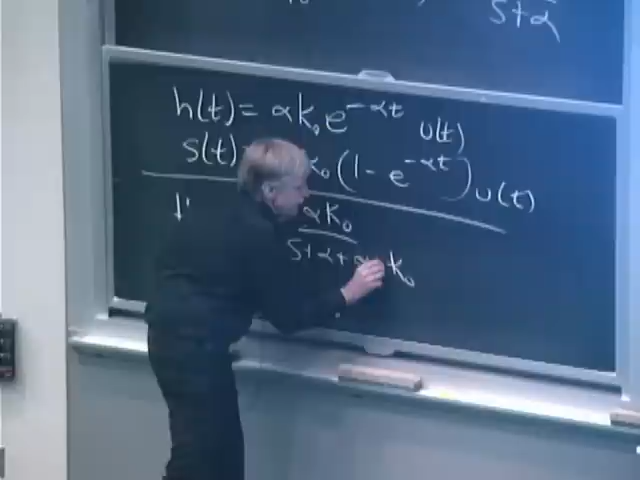 s+α
h(t) = αk₀e^{-αt} u(t)
s(t) k₀(1 - e^{-αt})u(t)
αk₀
s+α+α k₀